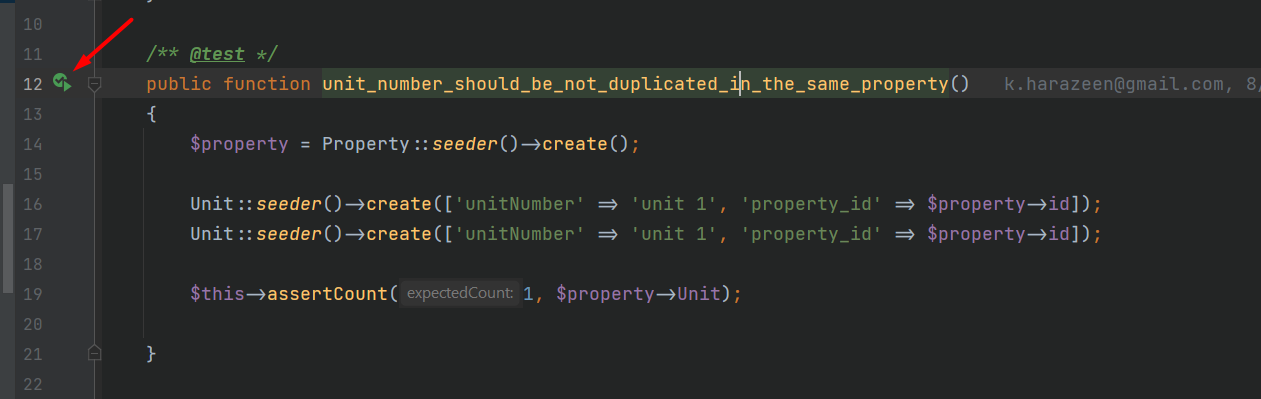 10
11 /** @test */
12 public function unit_number_should_be_not_duplicated_in_the_same_property() k.harazeen@gmail.com, 8/
13 {
14 $property = Property::seeder()->create();
15
16 Unit::seeder()->create(['unitNumber' => 'unit 1', 'property_id' => $property->id]);
17 Unit::seeder()->create(['unitNumber' => 'unit 1', 'property_id' => $property->id]);
18
19 $this->assertCount( expectedCount: 1, $property->Unit);
20
21 }
22